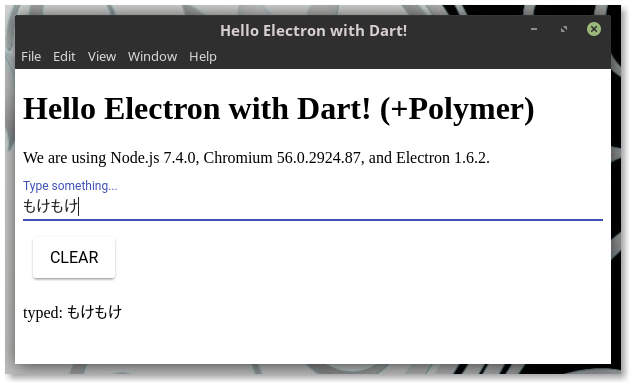 Hello Electron with Dart!
File Edit View Window Help
Hello Electron with Dart! (+Polymer)
We are using Node.js 7.4.0, Chromium 56.0.2924.87, and Electron 1.6.2.
Type something...
もけもけ
CLEAR
typed: もけもけ